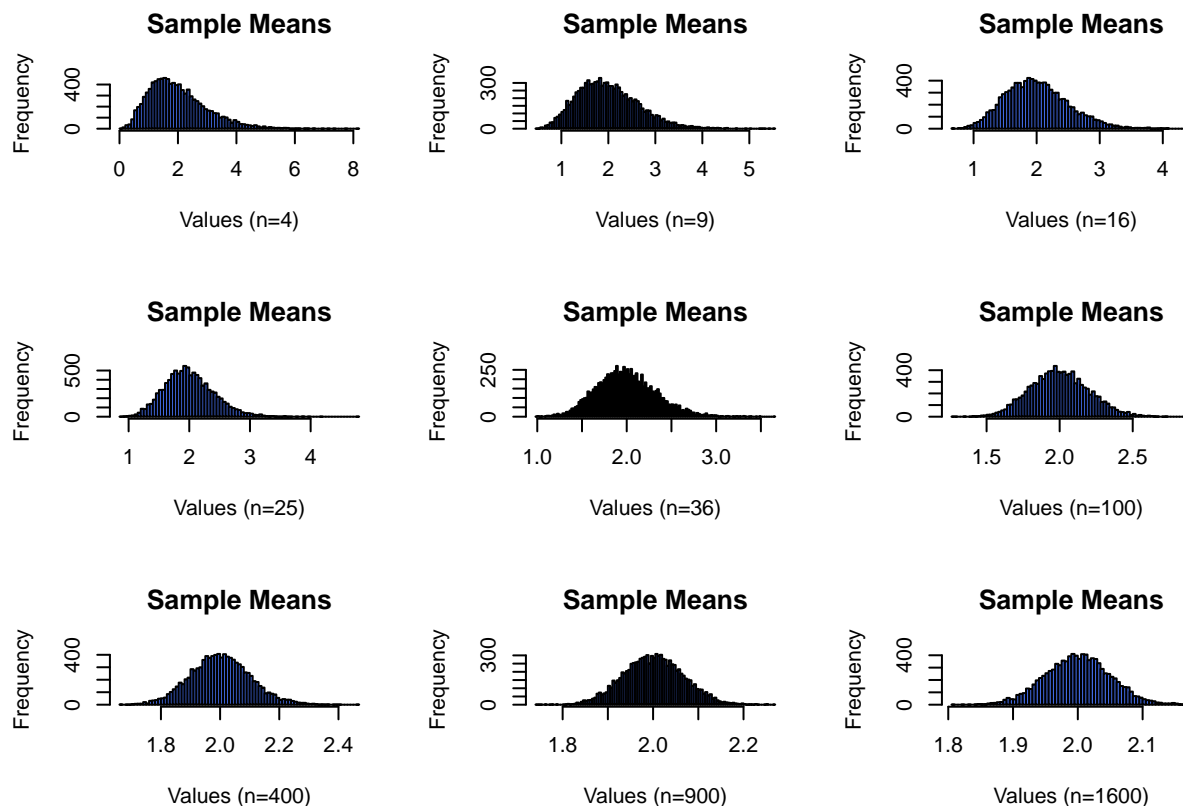 Sample Means
Frequency
0 400
0 2 4 6 8
Values (n=4)
Sample Means
Frequency
0 300
1 2 3 4 5
Values (n=9)
Sample Means
Frequency
0 400
1 2 3 4
Values (n=16)
Sample Means
Frequency
0 500
1 2 3 4
Values (n=25)
Sample Means
Frequency
0 250
1.0 2.0 3.0
Values (n=36)
Sample Means
Frequency
0 400
1.5 2.0 2.5
Values (n=100)
Sample Means
Frequency
0 400
1.8 2.0 2.2 2.4
Values (n=400)
Sample Means
Frequency
0 300
1.8 2.0 2.2
Values (n=900)
Sample Means
Frequency
0 400
1.8 1.9 2.0 2.1
Values (n=1600)